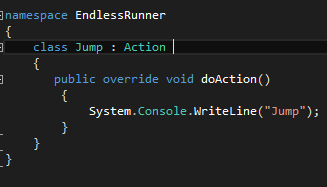 namespace EndlessRunner
{
    class Jump : Action
    {
       public override void doAction()
        {
            System.Console.WriteLine("Jump");
        }
    }
}